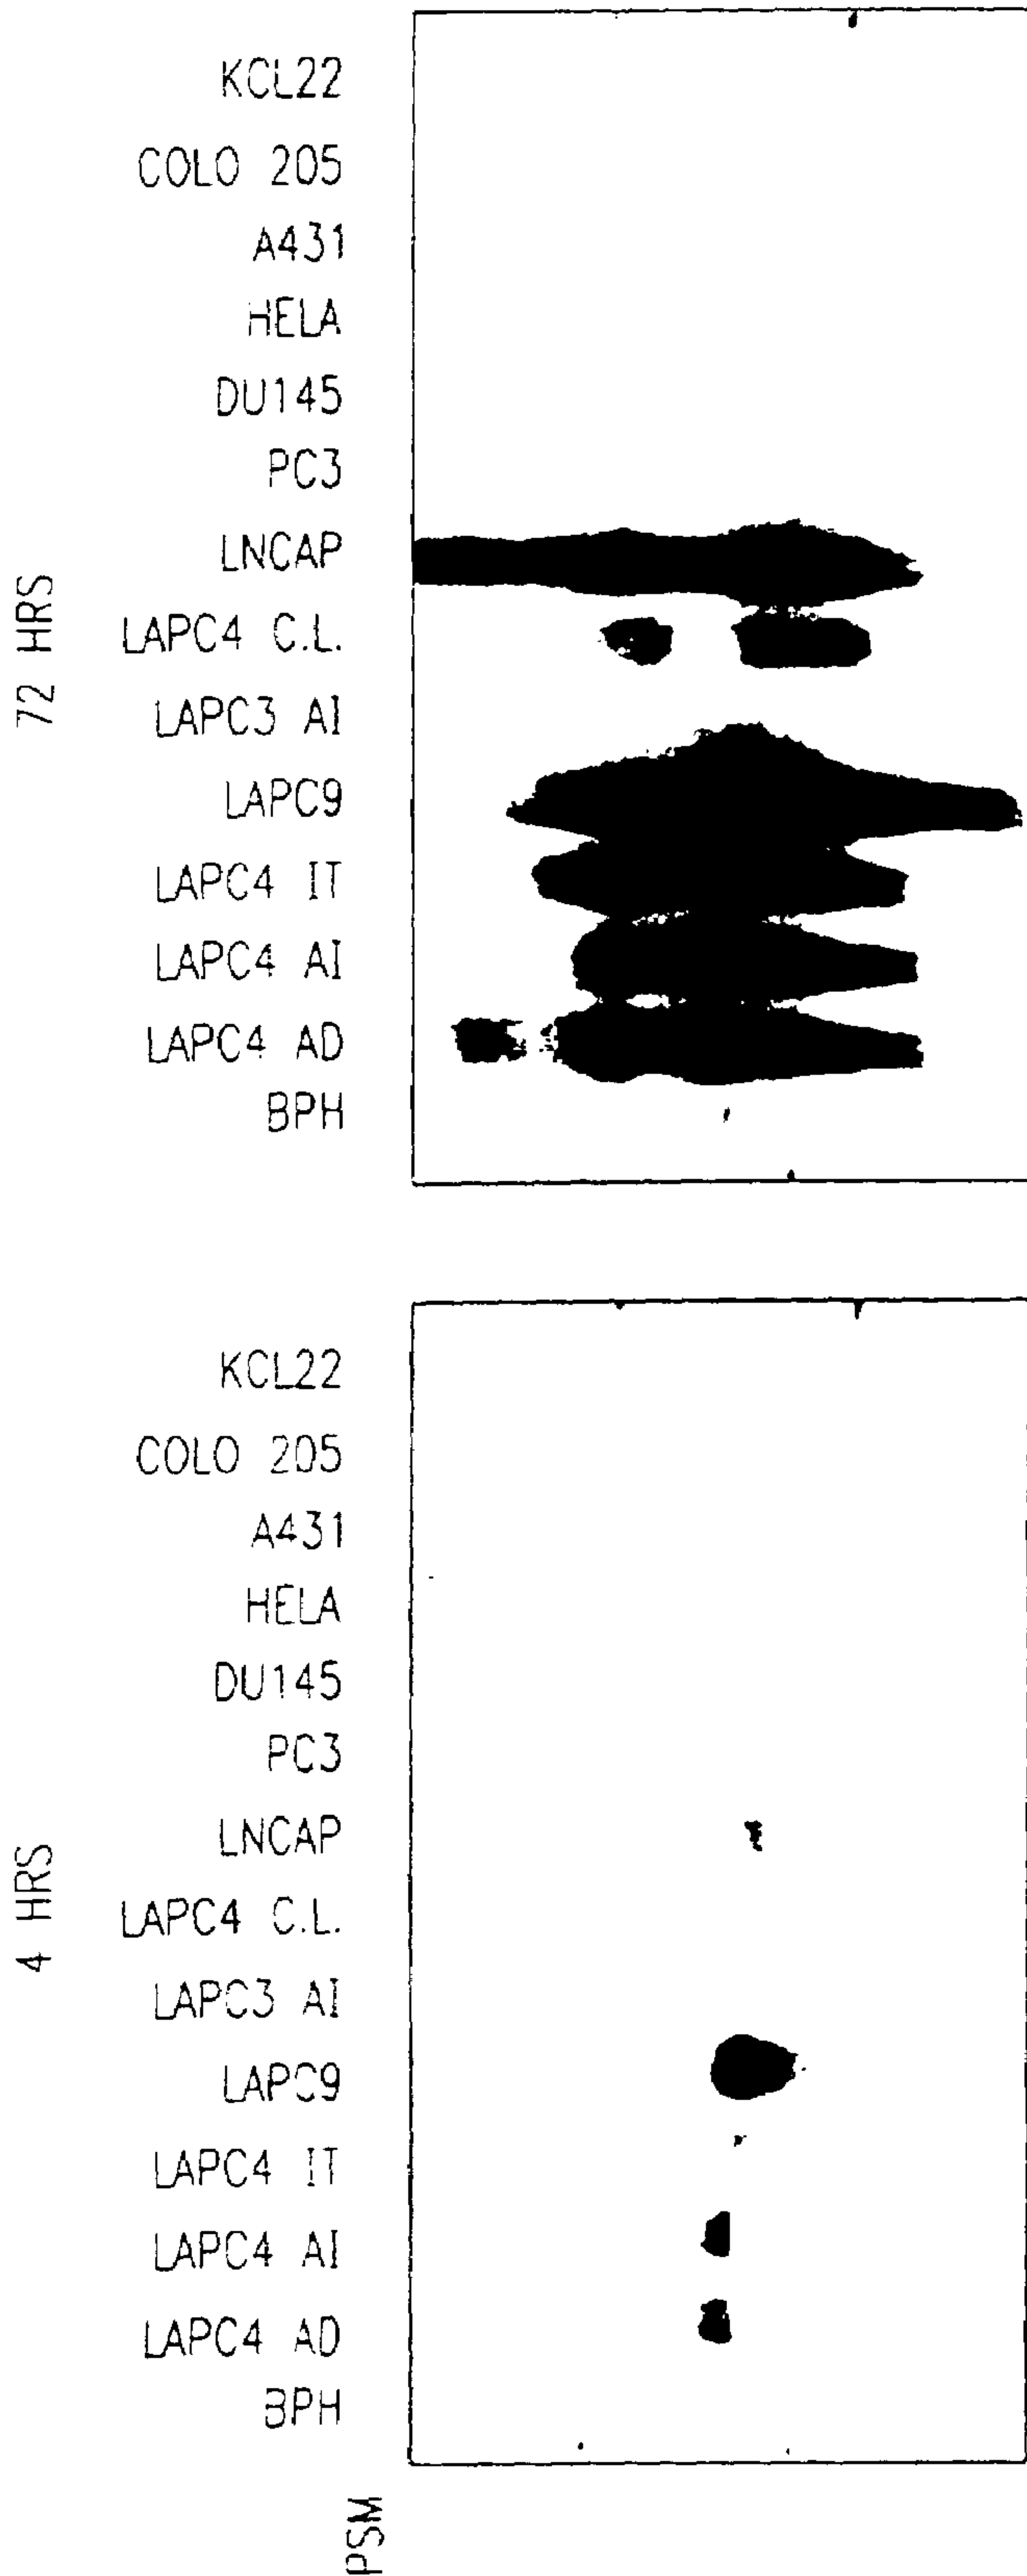 72 HRS
KCL22
COLO 205
A431
HELA
DU145
PC3
LNCAP
LAPC4 C.L.
LAPC3 AI
LAPC9
LAPC4 IT
LAPC4 AI
LAPC4 AD
BPH
4 HRS
KCL22
COLO 205
A431
HELA
DU145
PC3
LNCAP
LAPC4 C.L.
LAPC3 AI
LAPC9
LAPC4 IT
LAPC4 AI
LAPC4 AD
BPH
PSM